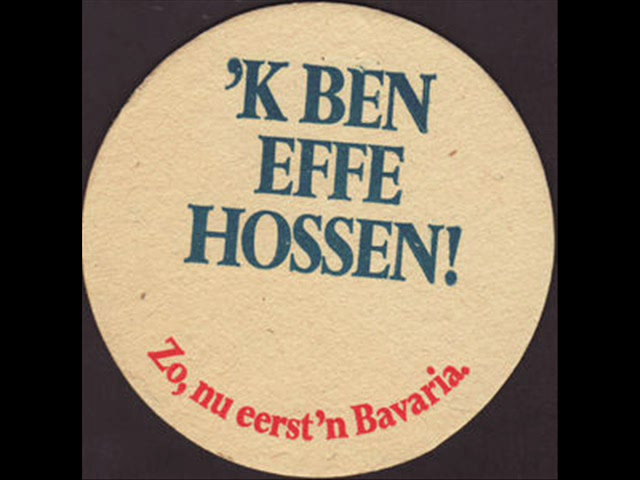 ’K BEN
EFFE
HOSSEN!
Zo, nu eerst ’n Bavaria.